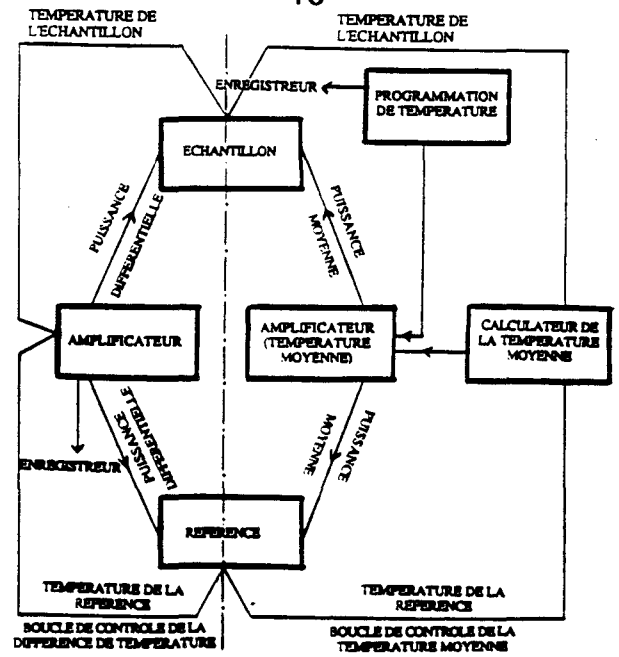 TEMPERATURE DE
L'ECHANTILLON
TEMPERATURE DE
L'ECHANTILLON
ENREGISTREUR
PROGRAMMATION
DE TEMPERATURE
ECHANTILLON
PUISSANCE
DIFFERENTIELLE
PUISSANCE
MOYENNE
AMPLIFICATEUR
AMPLIFICATEUR
(TEMPERATURE
MOYENNE)
CALCULATEUR DE
LA TEMPERATURE
MOYENNE
ENREGISTREUR
PUISSANCE
DIFFERENTIELLE
PUISSANCE
MOYENNE
REFERENCE
TEMPERATURE DE LA
REFERENCE
TEMPERATURE DE LA
REFERENCE
BOUCLE DE CONTROLE DE LA
DIFFERENCE DE TEMPERATURE
BOUCLE DE CONTROLE DE LA
TEMPERATURE MOYENNE